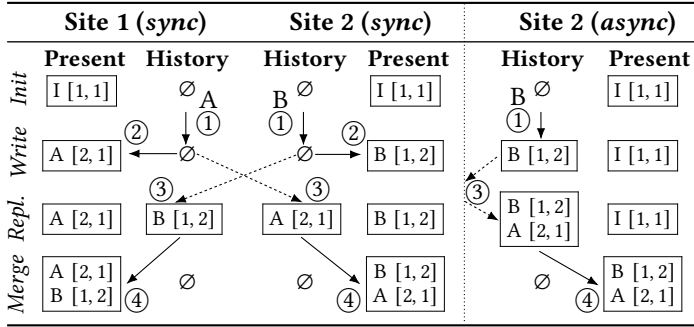 Site 1 (sync) Site 2 (sync) Site 2 (async)
Present History History Present History Present
Init I [1, 1] ∅ ∅ I [1, 1] ∅ I [1, 1]
A B B
① ① ①
② ②
Write A [2, 1] ∅ ∅ B [1, 2] B [1, 2] I [1, 1]
③ ③ ③
Repl. A [2, 1] B [1, 2] A [2, 1] B [1, 2] B [1, 2] I [1, 1]
A [2, 1]
Merge A [2, 1] ∅ ∅ B [1, 2] ∅ B [1, 2]
B [1, 2] ④ ④ A [2, 1] ④ A [2, 1]